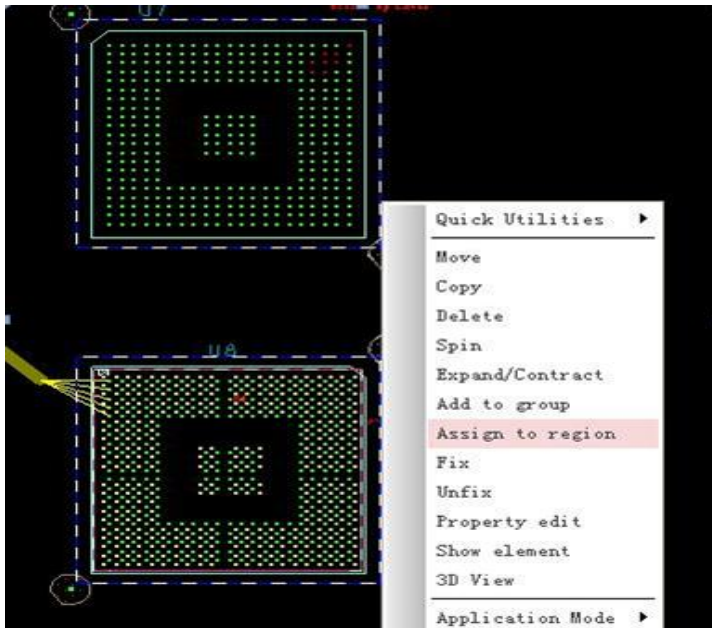 U7
Quick Utilities
Move
Copy
Delete
Spin
Expand/Contract
Add to group
Assign to region
Fix
Unfix
Property edit
Show element
3D View
Application Mode
U8